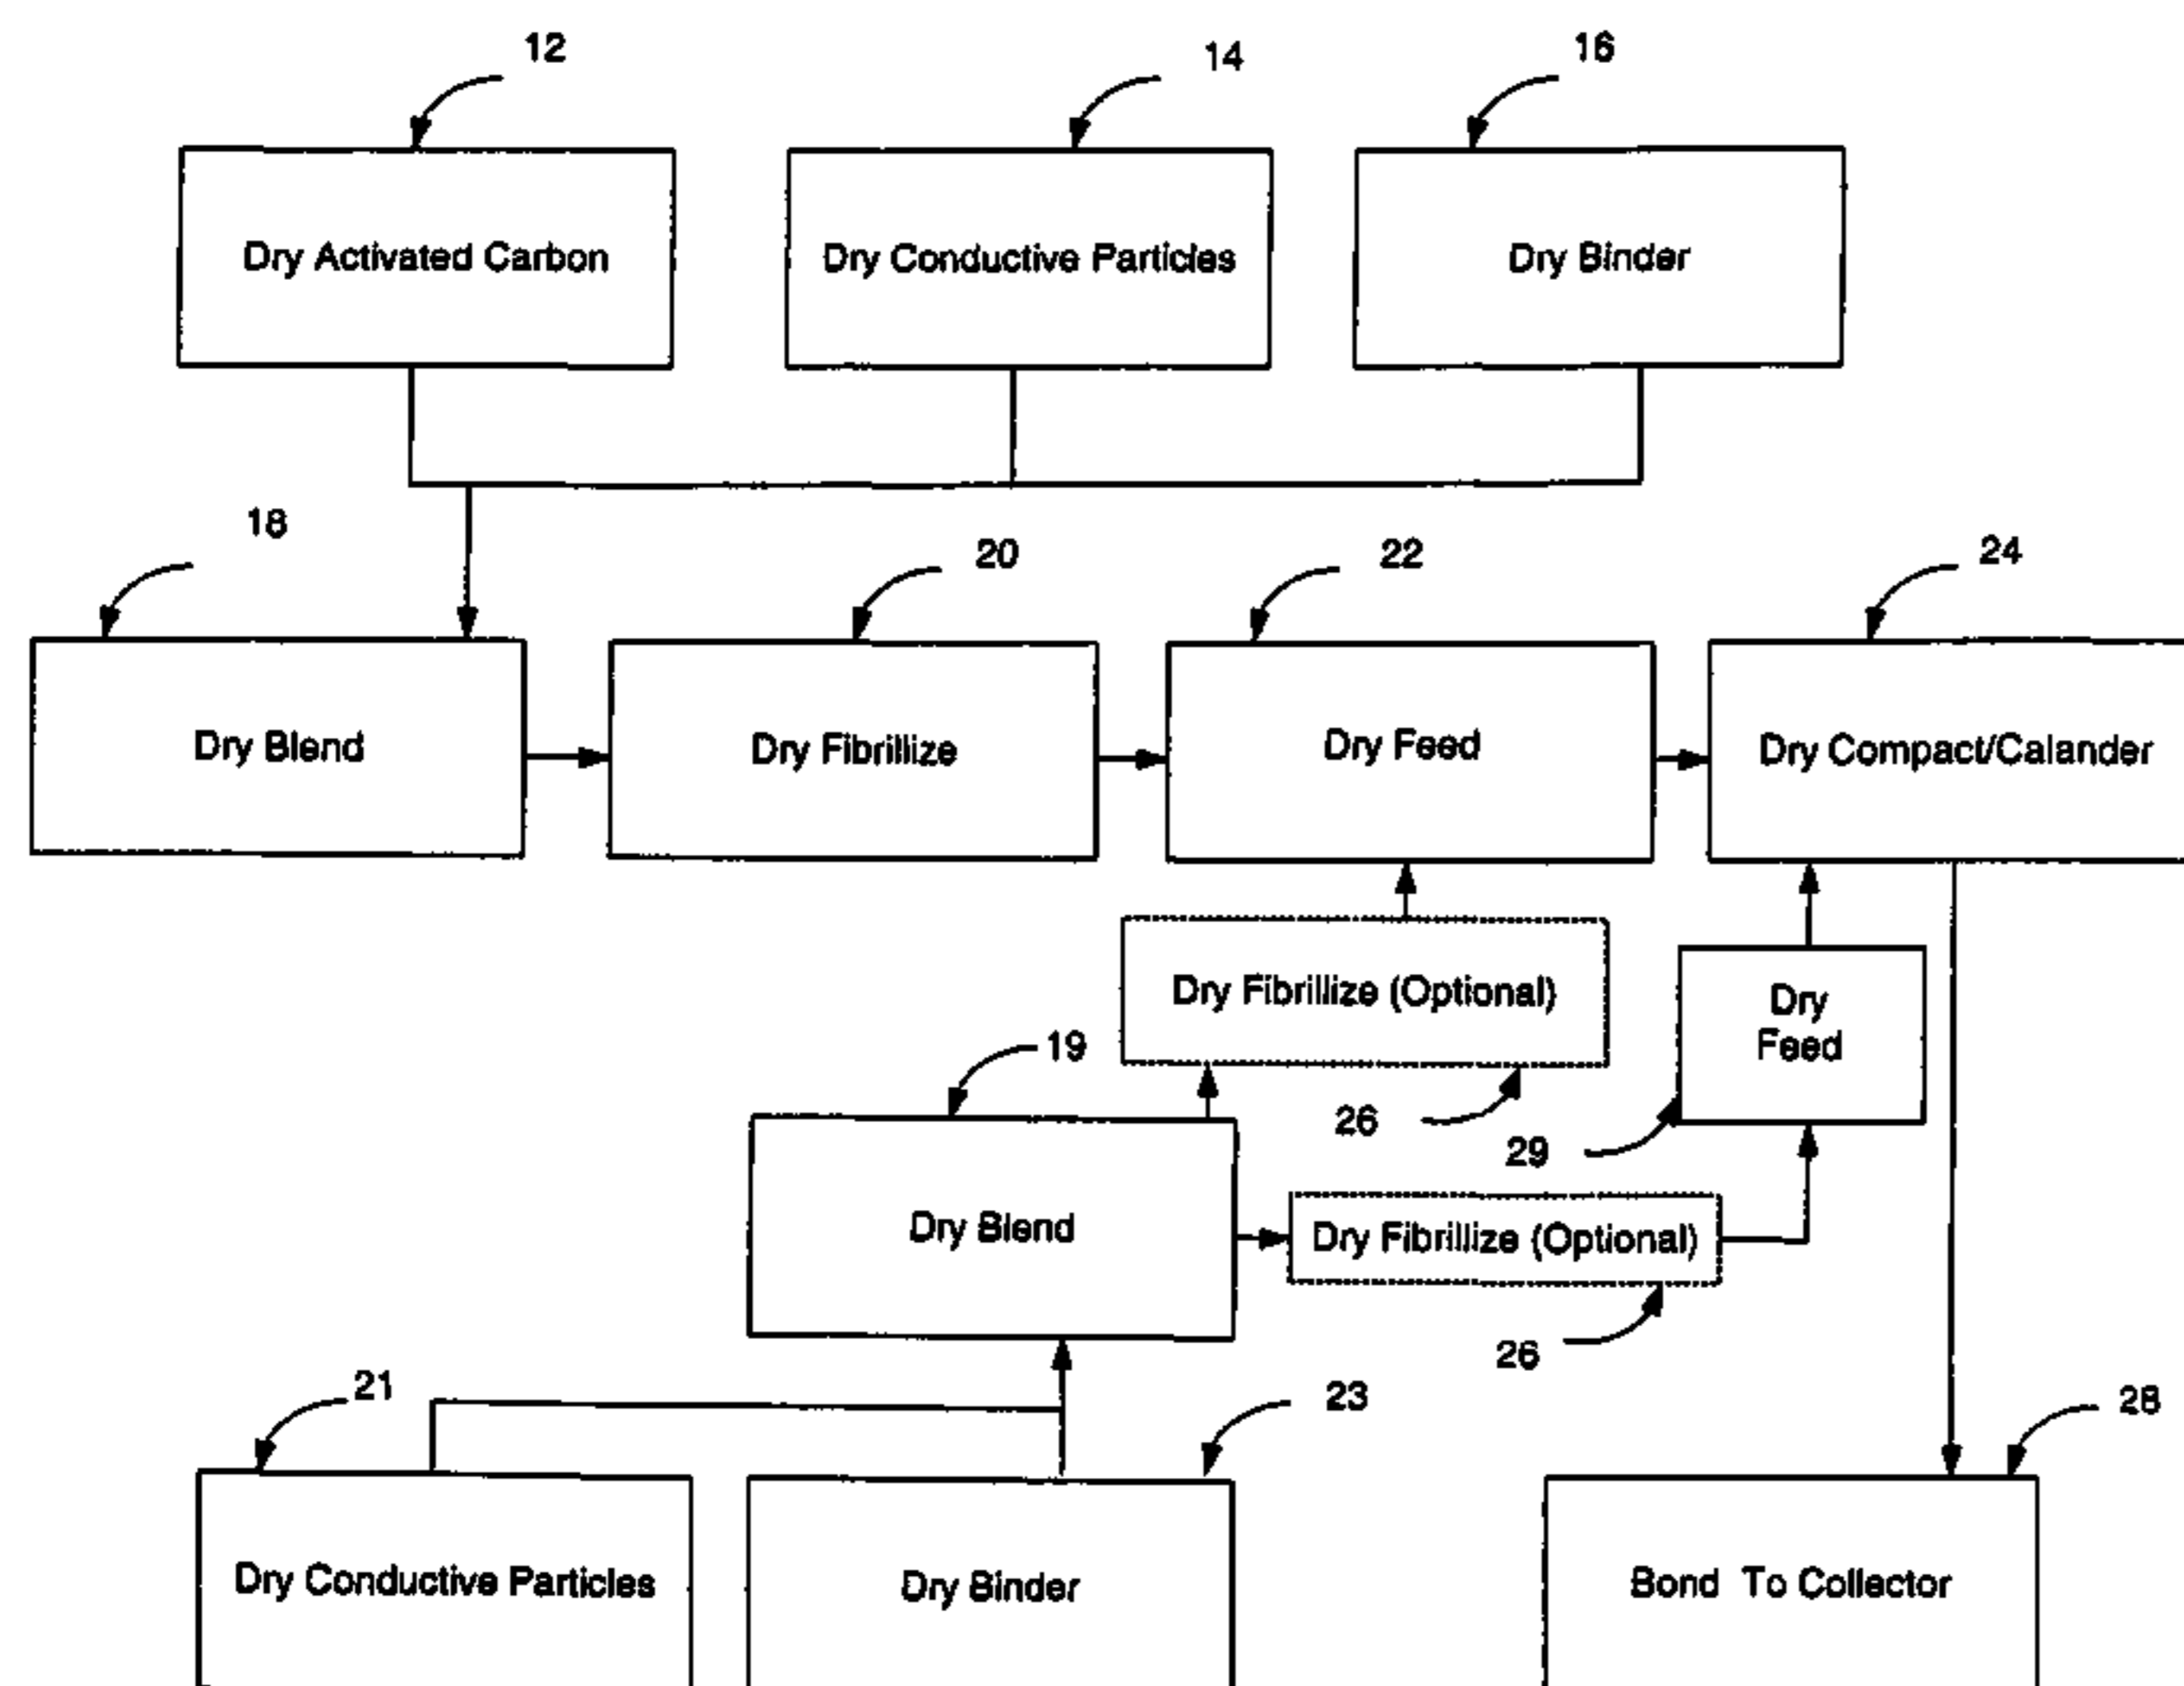 12
14
16
Dry Activated Carbon
Dry Conductive Particles
Dry Binder
18
20
22
24
Dry Blend
Dry Fibrillize
Dry Feed
Dry Compact/Calander
Dry Fibrillize (Optional)
Dry
Feed
19
26
29
Dry Blend
Dry Fibrillize (Optional)
26
21
23
28
Dry Conductive Particles
Dry Binder
Bond To Collector